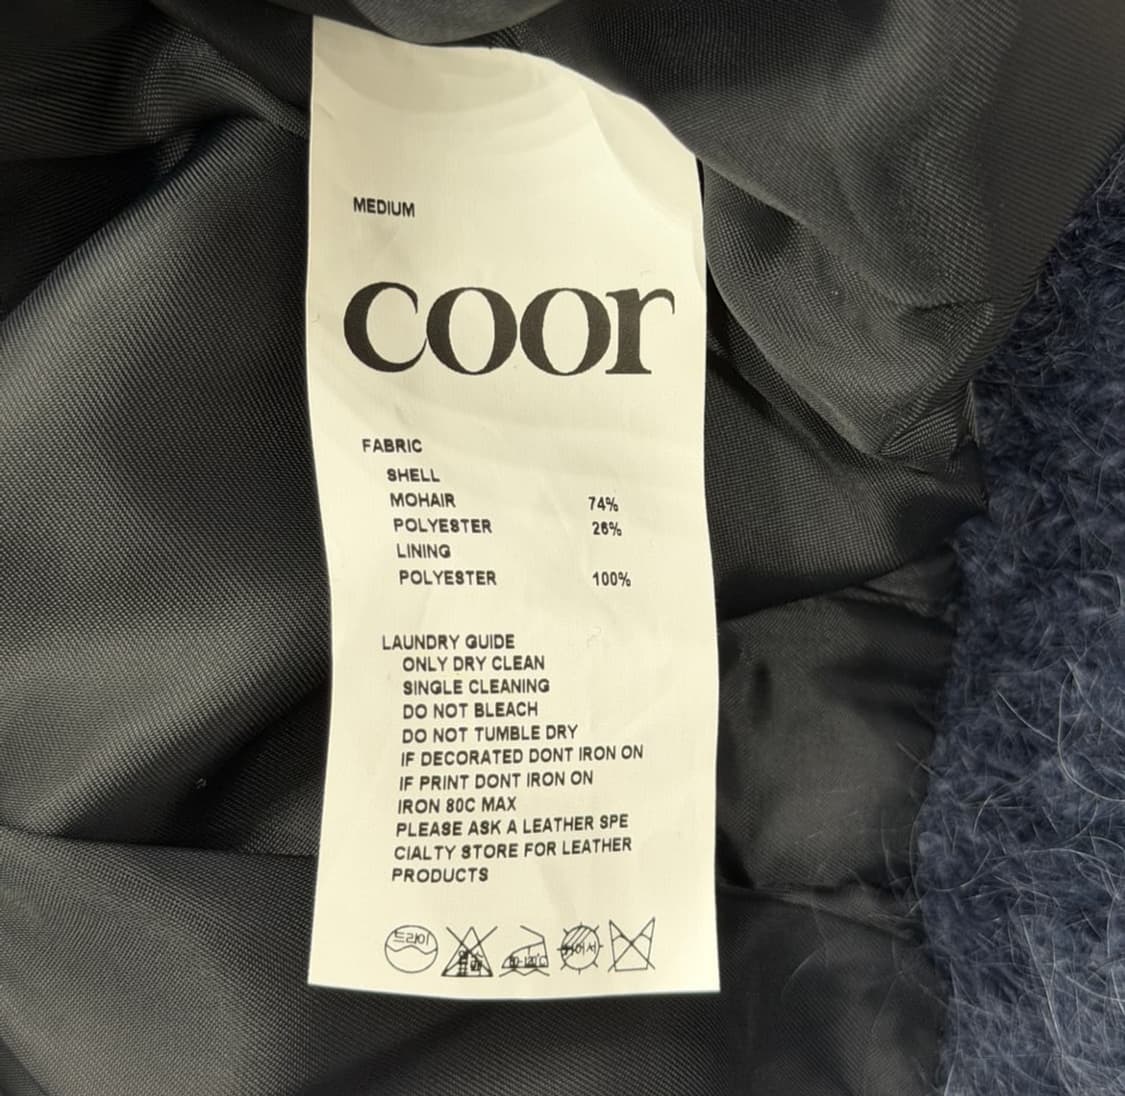 MEDIUM
coor
FABRIC
SHELL
MOHAIR 74%
POLYESTER 26%
LINING
POLYESTER 100%
LAUNDRY GUIDE
ONLY DRY CLEAN
SINGLE CLEANING
DO NOT BLEACH
DO NOT TUMBLE DRY
IF DECORATED DONT IRON ON
IF PRINT DONT IRON ON
IRON 80C MAX
PLEASE ASK A LEATHER SPE
CIALTY STORE FOR LEATHER
PRODUCTS
드라이